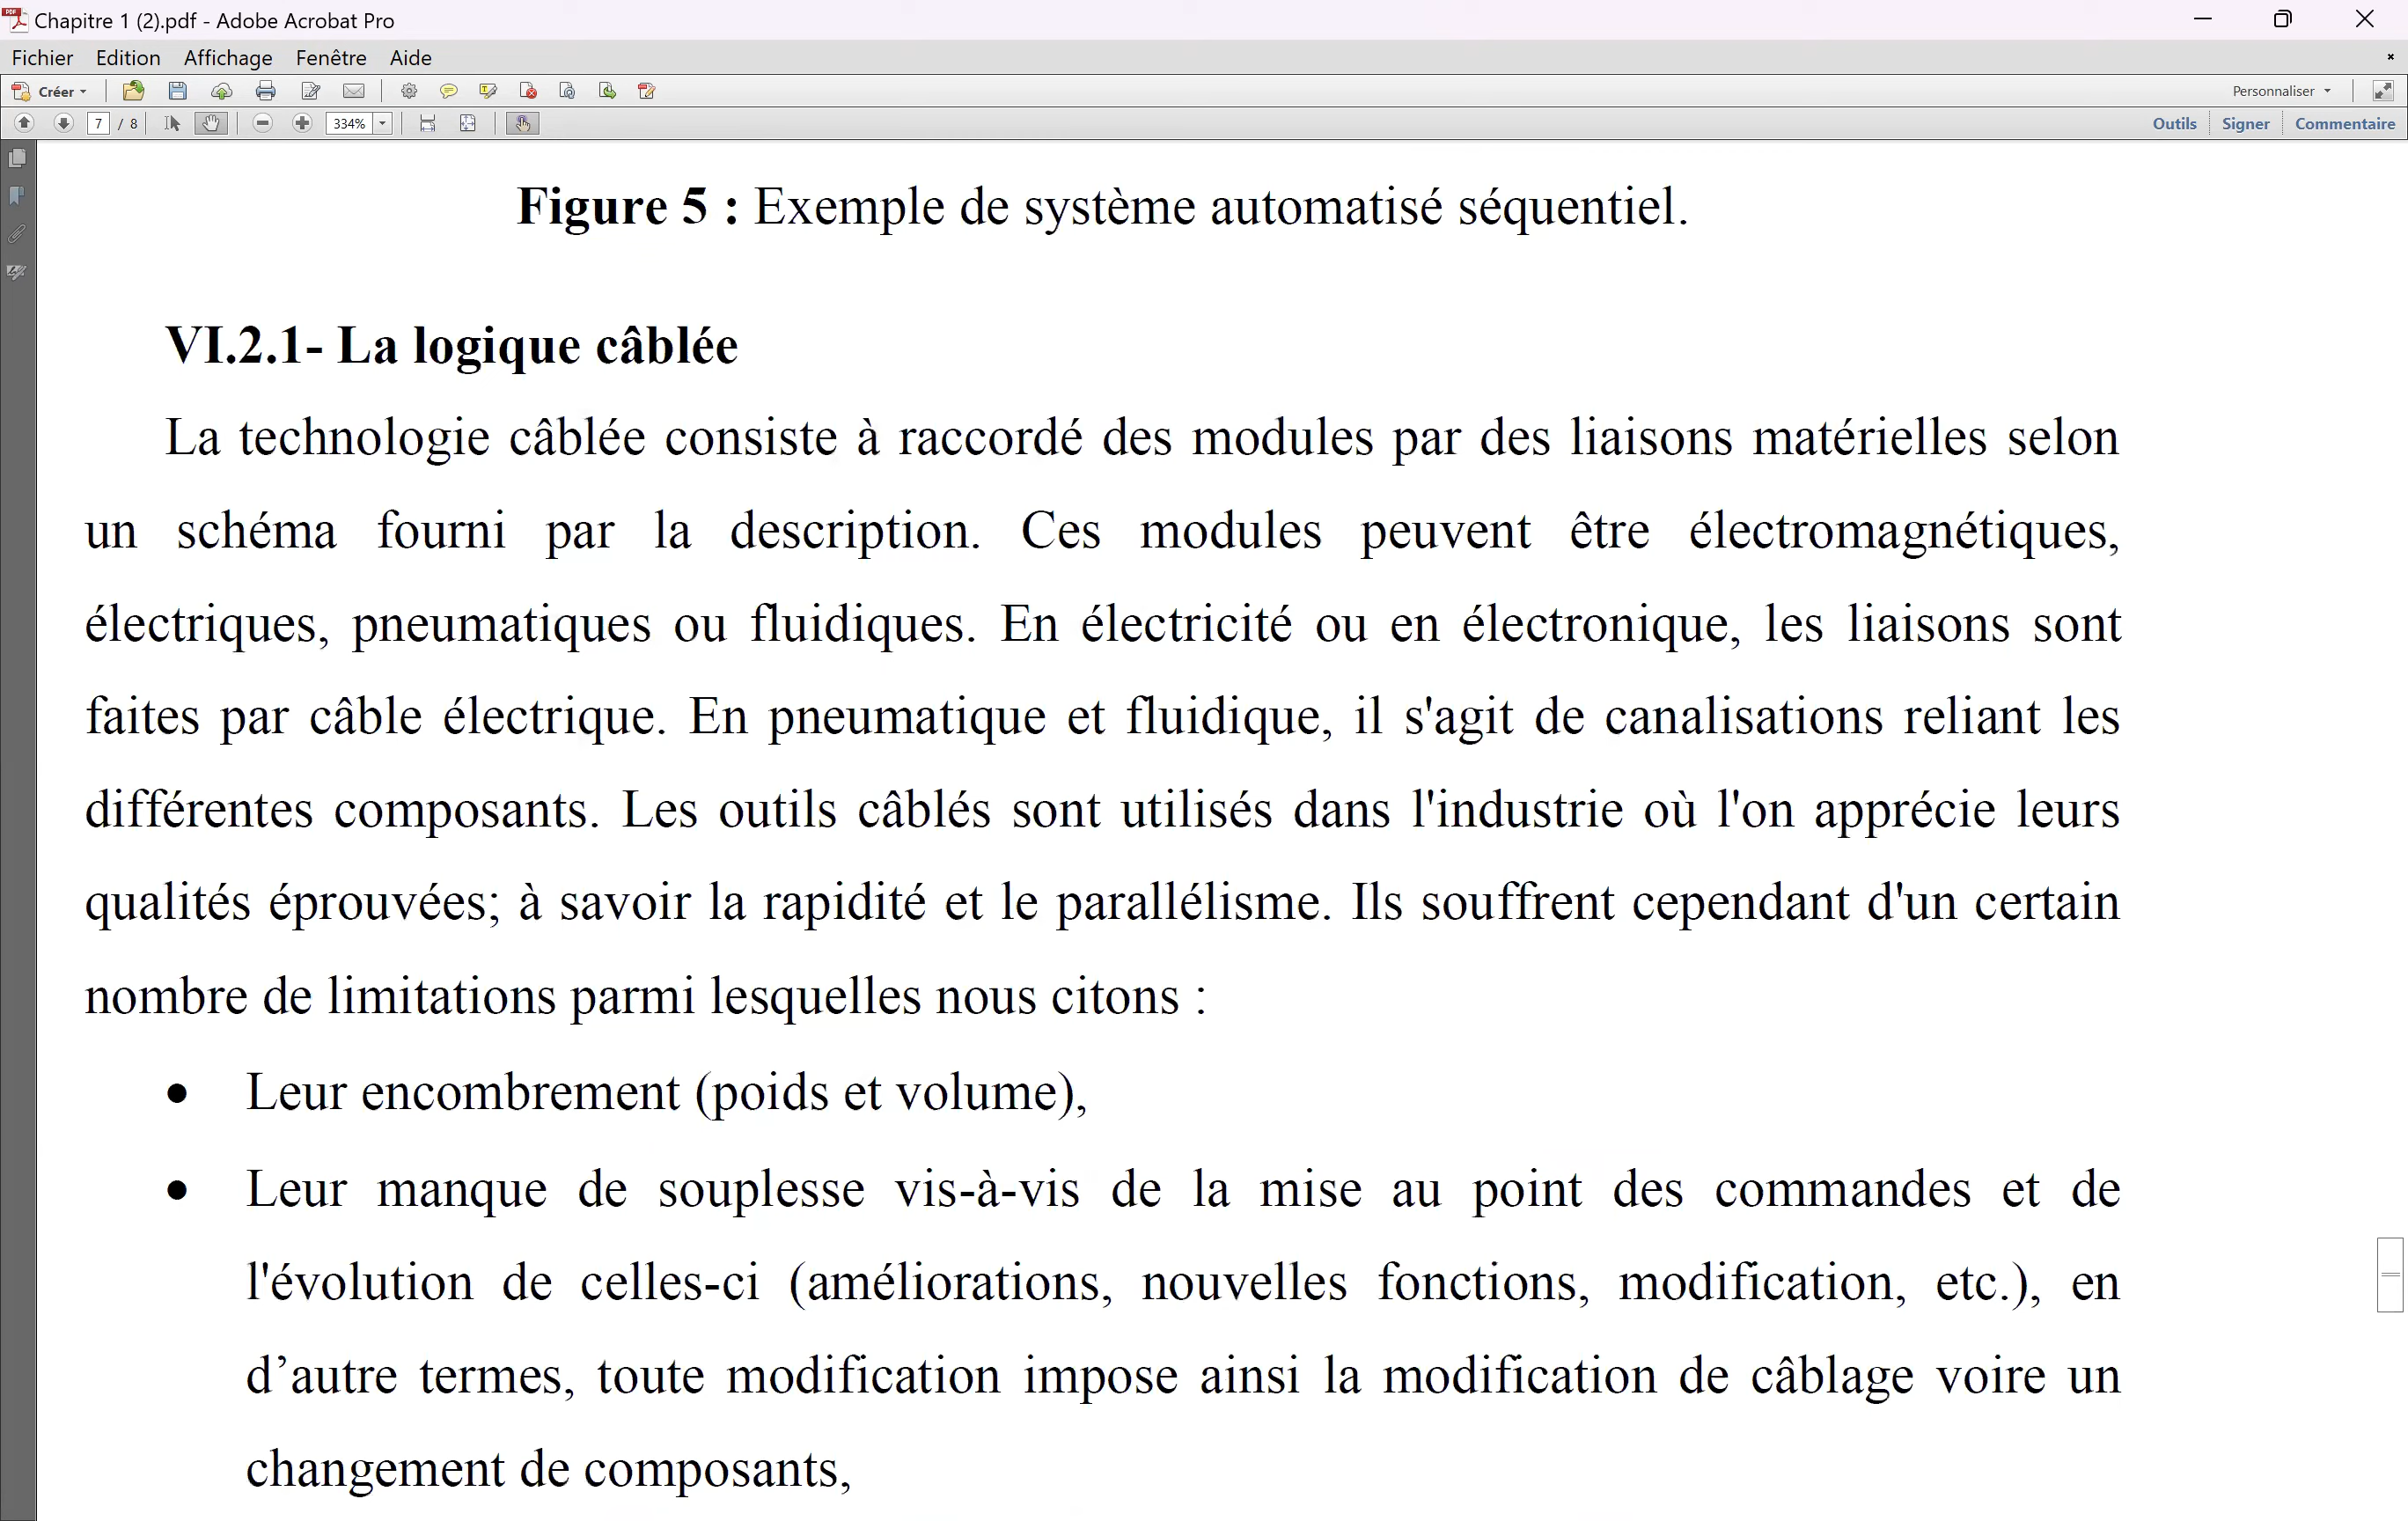 Chapitre 1 (2).pdf - Adobe Acrobat Pro
Fichier Edition Affichage Fenêtre Aide
Créer Personnaliser
7 / 8 334% Outils Signer Commentaire
Figure 5 : Exemple de système automatisé séquentiel.
VI.2.1- La logique câblée
La technologie câblée consiste à raccordé des modules par des liaisons matérielles selon
un schéma fourni par la description. Ces modules peuvent être électromagnétiques,
électriques, pneumatiques ou fluidiques. En électricité ou en électronique, les liaisons sont
faites par câble électrique. En pneumatique et fluidique, il s'agit de canalisations reliant les
différentes composants. Les outils câblés sont utilisés dans l'industrie où l'on apprécie leurs
qualités éprouvées; à savoir la rapidité et le parallélisme. Ils souffrent cependant d'un certain
nombre de limitations parmi lesquelles nous citons :
• Leur encombrement (poids et volume),
• Leur manque de souplesse vis-à-vis de la mise au point des commandes et de
l'évolution de celles-ci (améliorations, nouvelles fonctions, modification, etc.), en
d’autre termes, toute modification impose ainsi la modification de câblage voire un
changement de composants,